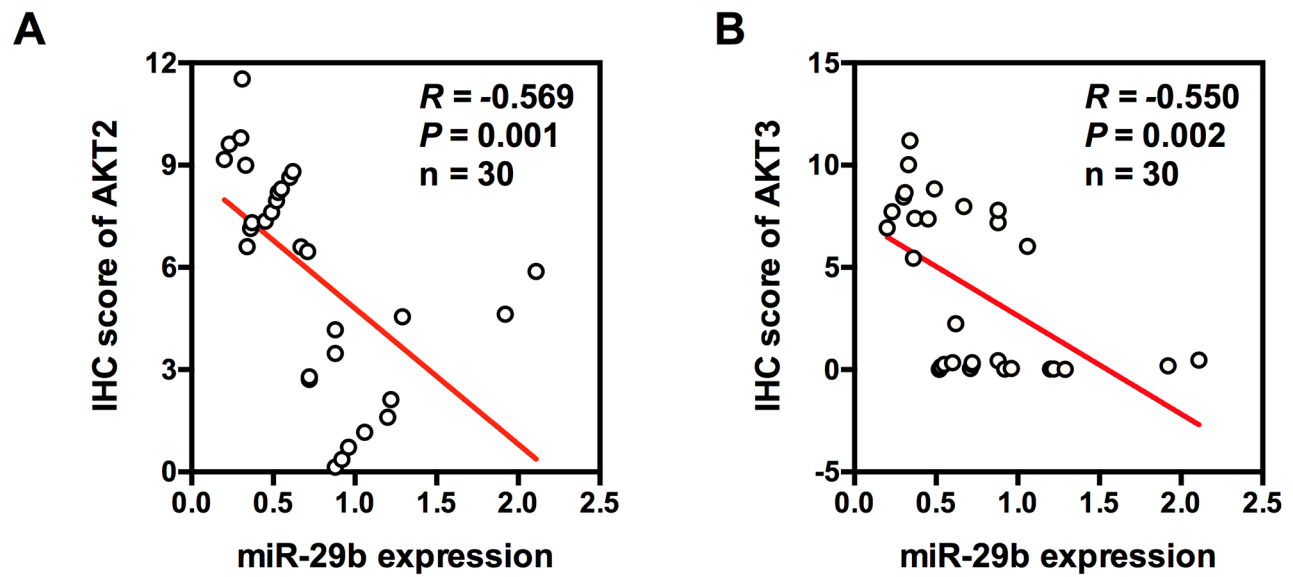 A
IHC score of AKT2
12
9
6
3
0
0.0 0.5 1.0 1.5 2.0 2.5
miR-29b expression
R = -0.569
P = 0.001
n = 30
B
IHC score of AKT3
15
10
5
0
-5
0.0 0.5 1.0 1.5 2.0 2.5
miR-29b expression
R = -0.550
P = 0.002
n = 30